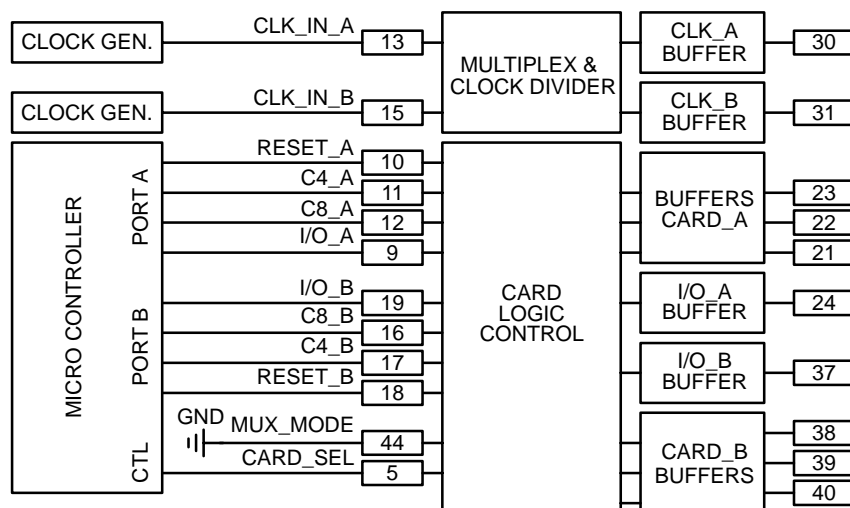 CLOCK GEN.
CLK_IN_A
13
MULTIPLEX &
CLOCK DIVIDER
CLK_A
BUFFER
30
CLOCK GEN.
CLK_IN_B
15
CLK_B
BUFFER
31
MICRO CONTROLLER
PORT A
RESET_A
10
C4_A
11
C8_A
12
I/O_A
9
PORT B
I/O_B
19
C8_B
16
C4_B
17
RESET_B
18
CTL
GND
MUX_MODE
44
CARD_SEL
5
CARD
LOGIC
CONTROL
BUFFERS
CARD_A
23
22
21
I/O_A
BUFFER
24
I/O_B
BUFFER
37
CARD_B
BUFFERS
38
39
40